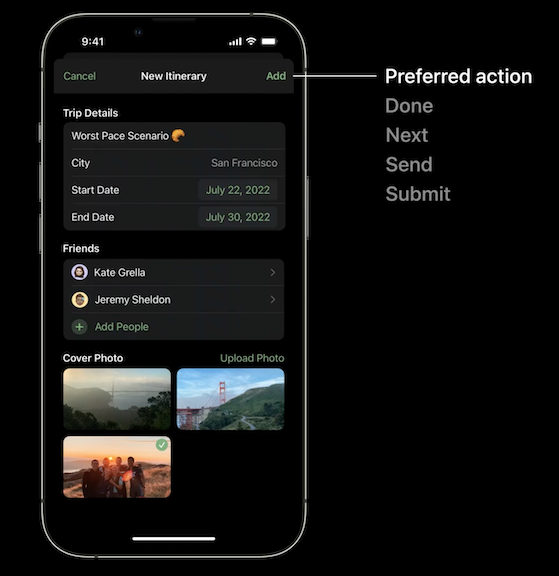 9:41
Cancel New Itinerary Add
Trip Details
Worst Pace Scenario
City San Francisco
Start Date July 22, 2022
End Date July 30, 2022
Friends
Kate Grella
Jeremy Sheldon
Add People
Cover Photo Upload Photo
Preferred action
Done
Next
Send
Submit